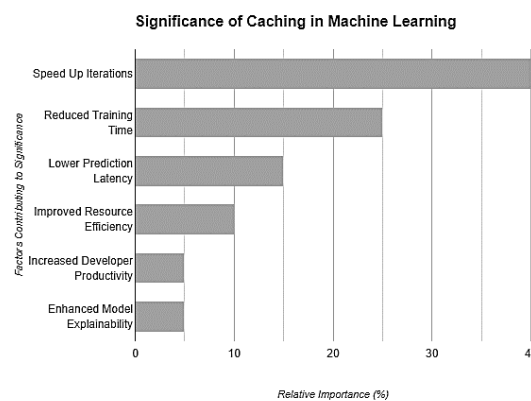 Significance of Caching in Machine Learning
Factors Contributing to Significance
Speed Up Iterations
Reduced Training
Time
Lower Prediction
Latency
Improved Resource
Efficiency
Increased Developer
Productivity
Enhanced Model
Explainability
0 10 20 30 4
Relative Importance (%)